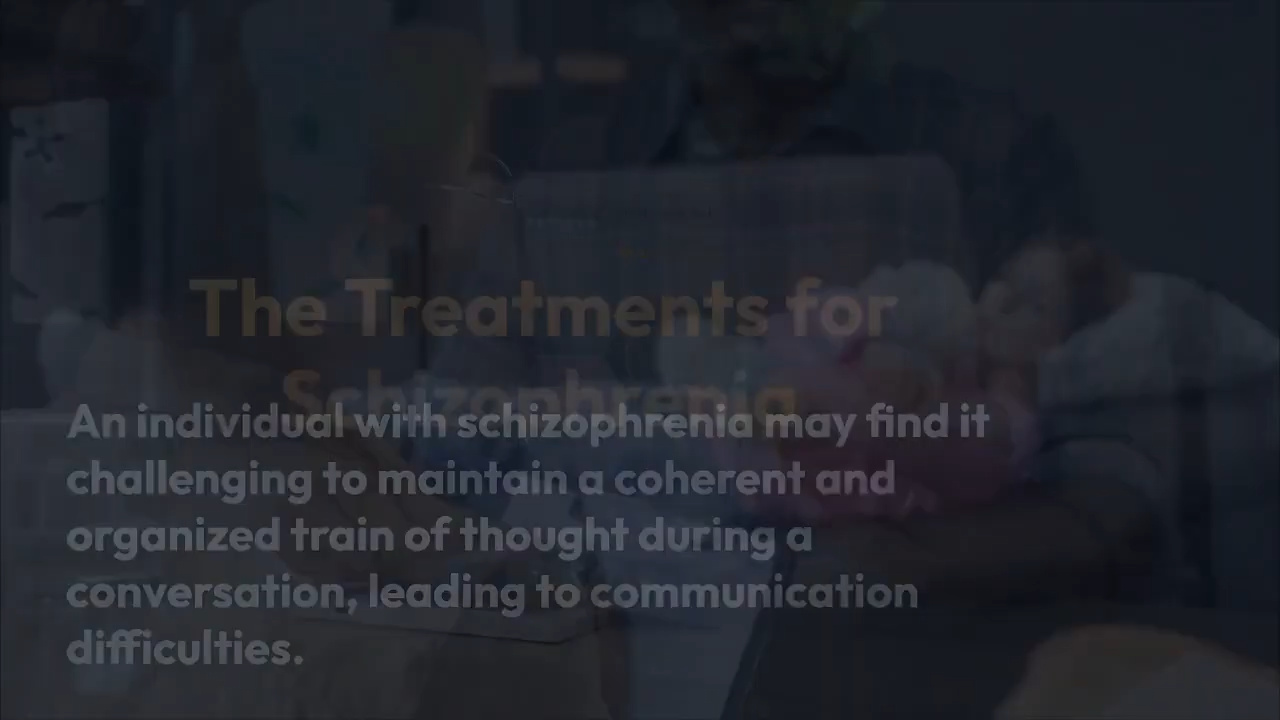 The Treatments for
Schizophrenia
An individual with schizophrenia may find it
challenging to maintain a coherent and
organized train of thought during a
conversation, leading to communication
difficulties.